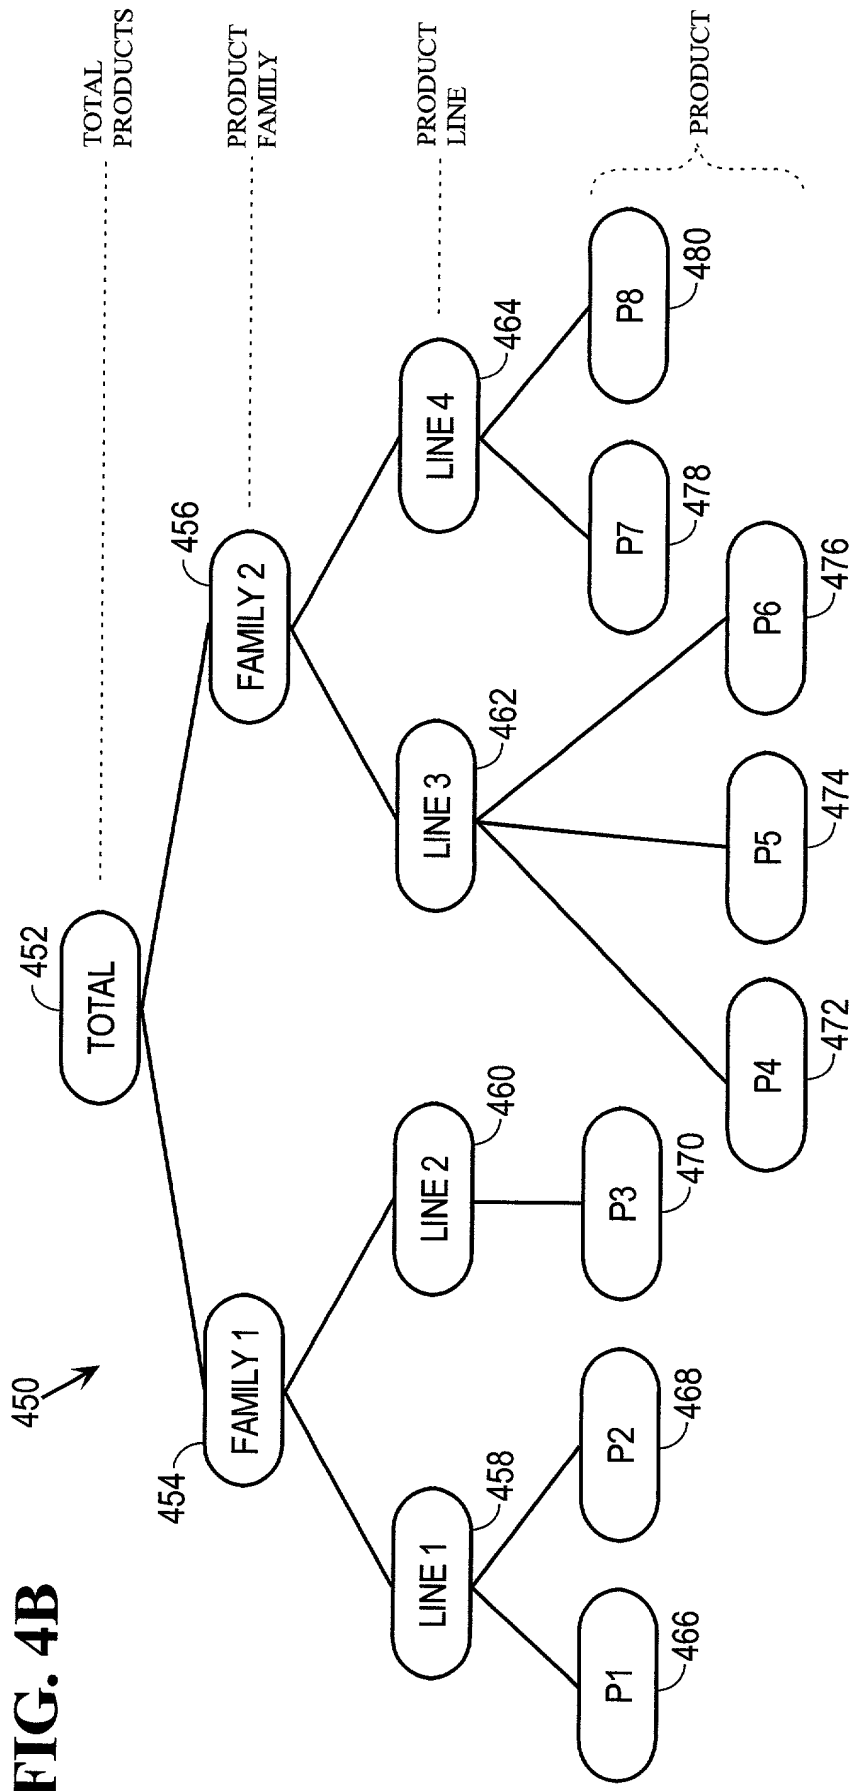 FIG. 4B
450
452
TOTAL
TOTAL
PRODUCTS
454
FAMILY 1
456
FAMILY 2
PRODUCT
FAMILY
LINE 1
458
LINE 2
460
LINE 3
462
LINE 4
464
PRODUCT
LINE
P1
466
P2
468
P3
470
P7
478
P8
480
PRODUCT
P4
472
P5
474
P6
476